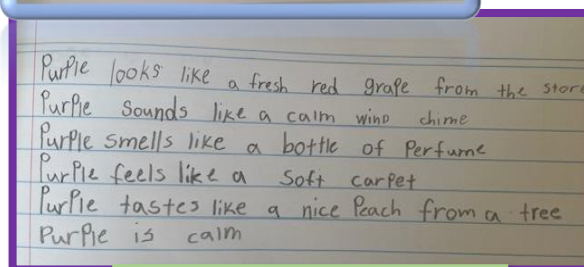 Purple looks like a fresh red grape from the store
Purple sounds like a calm wind chime
Purple smells like a bottle of Perfume
Purple feels like a soft carpet
Purple tastes like a nice Peach from a tree
Purple is calm